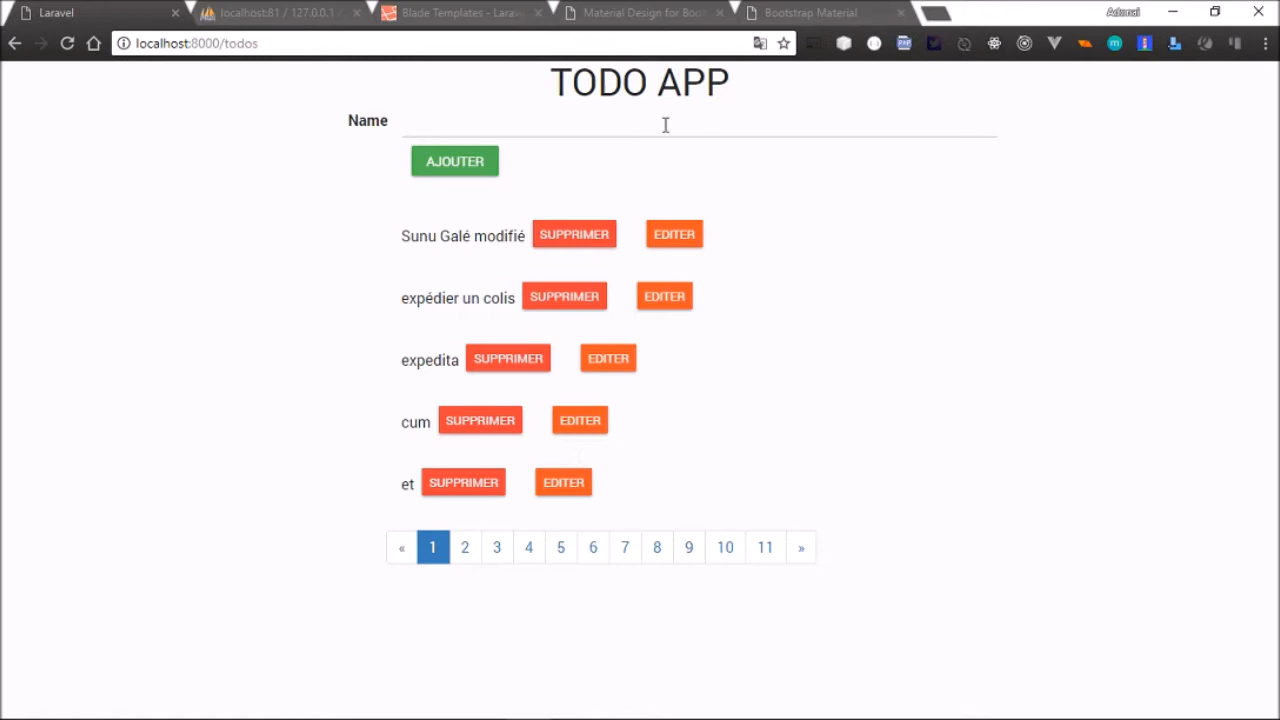 Laravel localhost:81 / 127.0.0.1 Blade Templates - Larav Material Design for Boo Bootstrap Material
localhost:8000/todos
TODO APP
Name
AJOUTER
Sunu Galé modifié SUPPRIMER EDITER
expédier un colis SUPPRIMER EDITER
expedita SUPPRIMER EDITER
cum SUPPRIMER EDITER
et SUPPRIMER EDITER
« 1 2 3 4 5 6 7 8 9 10 11 »